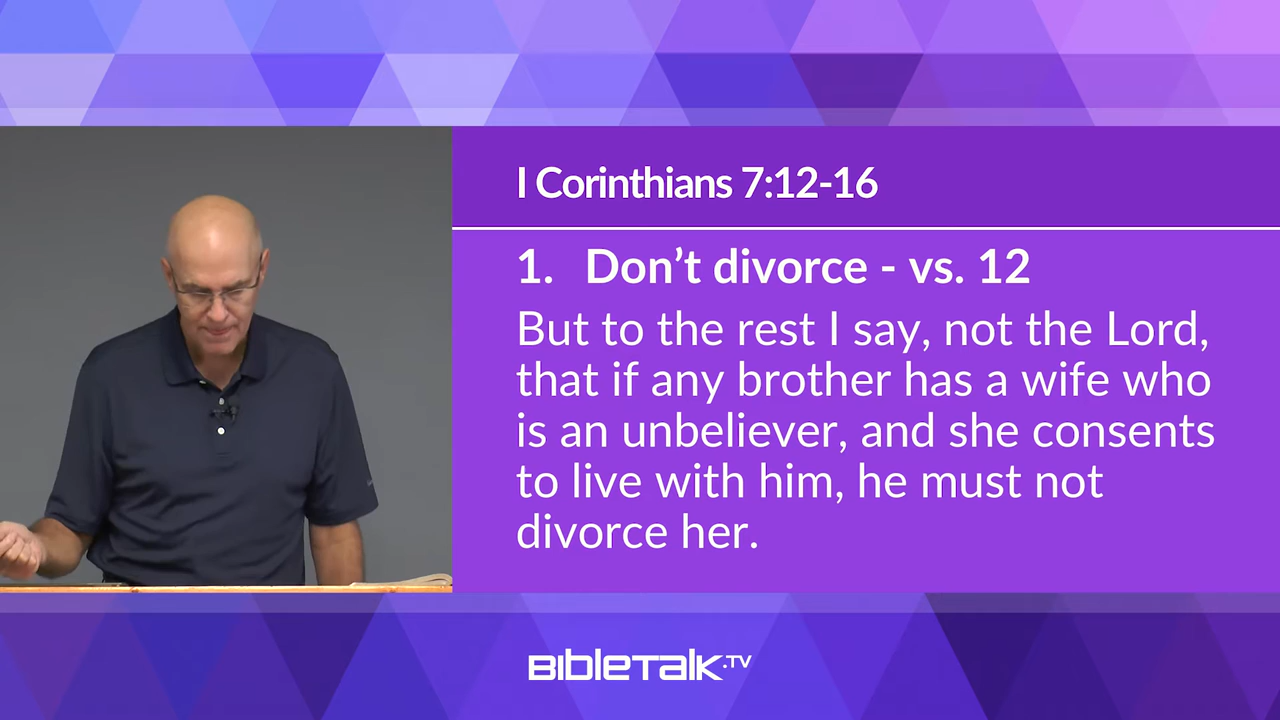 I Corinthians 7:12-16
1. Don’t divorce - vs. 12
But to the rest I say, not the Lord,
that if any brother has a wife who
is an unbeliever, and she consents
to live with him, he must not
divorce her.
BIBLETALK.TV